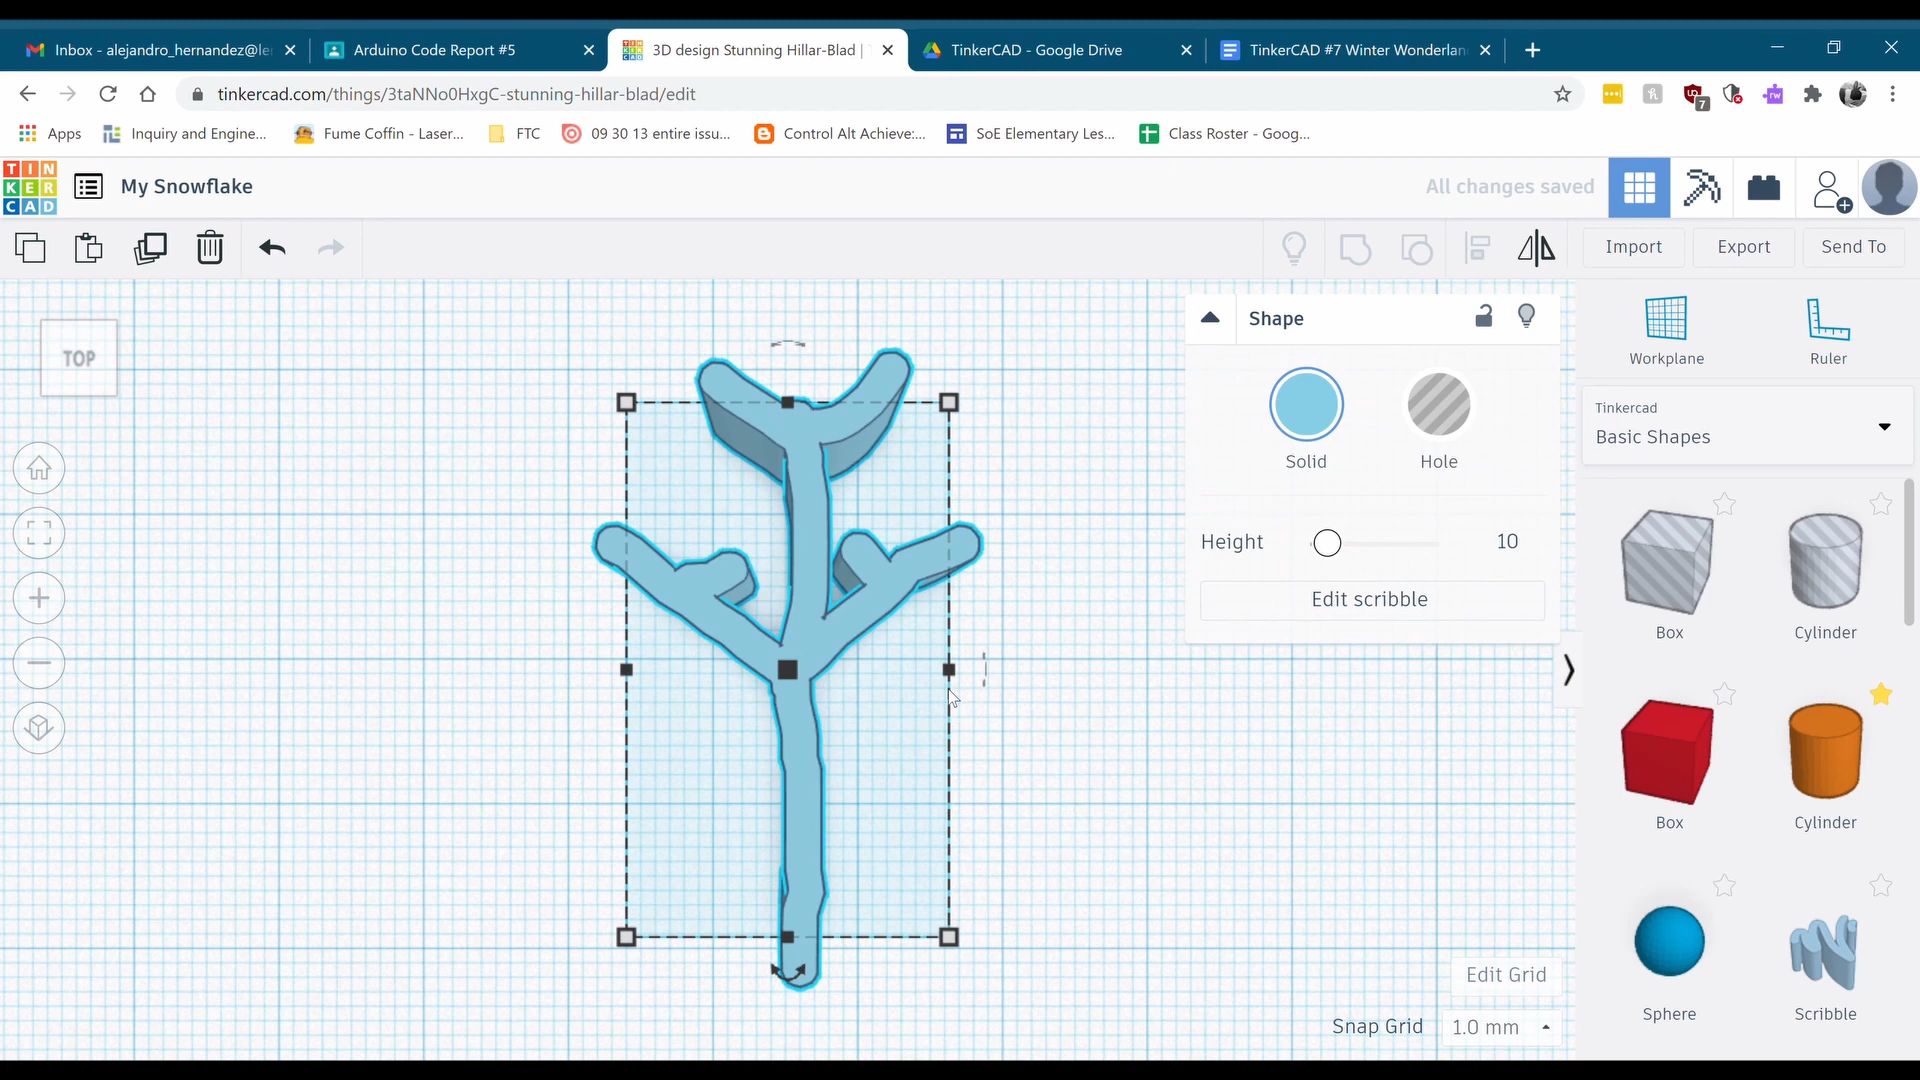 Inbox - alejandro_hernandez@le
Arduino Code Report #5
3D design Stunning Hillar-Blad |
TinkerCAD - Google Drive
TinkerCAD #7 Winter Wonderlan
tinkercad.com/things/3taNNo0HxgC-stunning-hillar-blad/edit
7
Apps
Inquiry and Engine...
Fume Coffin - Laser...
FTC
09 30 13 entire issu...
Control Alt Achieve:...
SoE Elementary Les...
Class Roster - Goog...
TIN
KER
CAD
My Snowflake
All changes saved
Import
Export
Send To
TOP
Shape
Solid
Hole
Height
10
Edit scribble
Workplane
Ruler
Tinkercad
Basic Shapes
Box
Cylinder
Box
Cylinder
Sphere
Scribble
Edit Grid
Snap Grid
1.0 mm